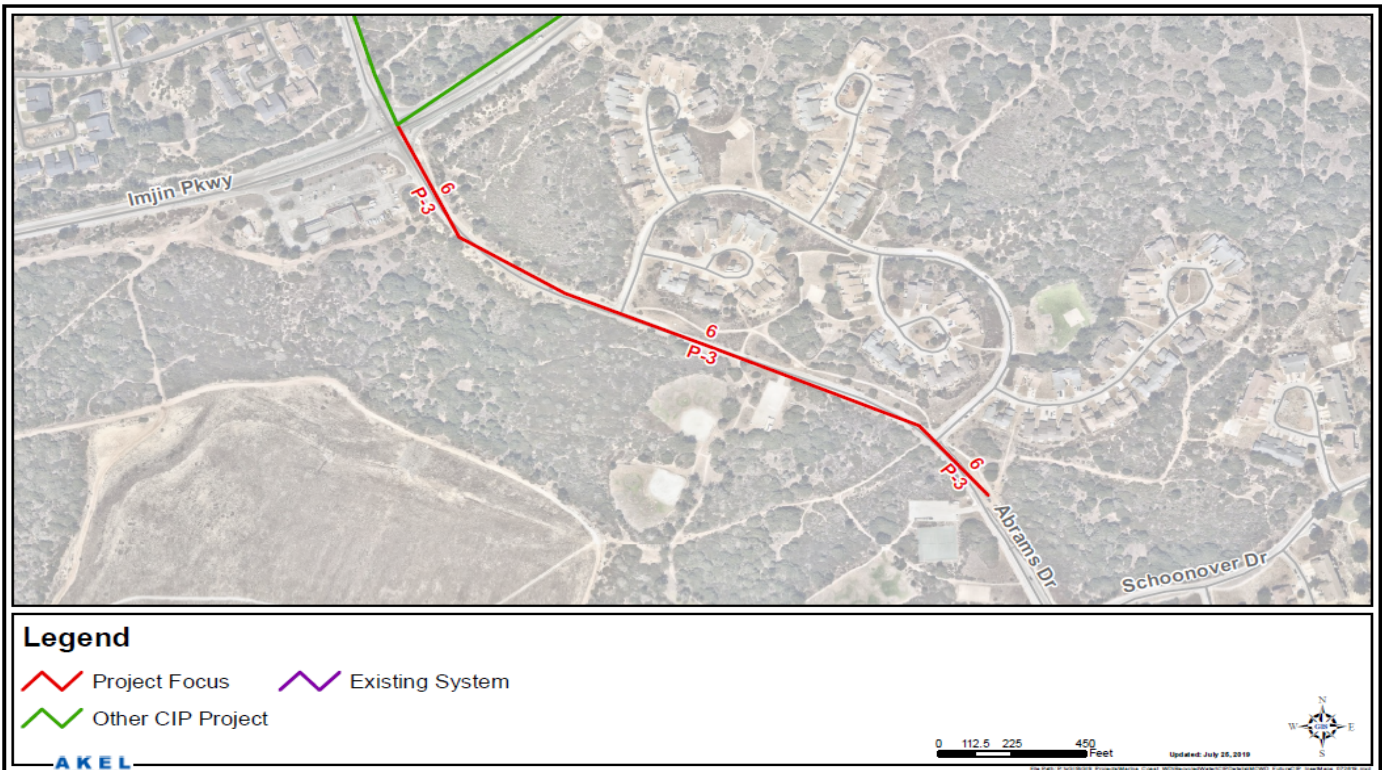 Imjin Pkwy
6
P-3
6
P-3
6
P-3
Abrams Dr
Schoonover Dr
Legend
Project Focus
Existing System
Other CIP Project
AKEL
0 112.5 225 450
Feet
Updated: July 25, 2019
N
W GIS E
S